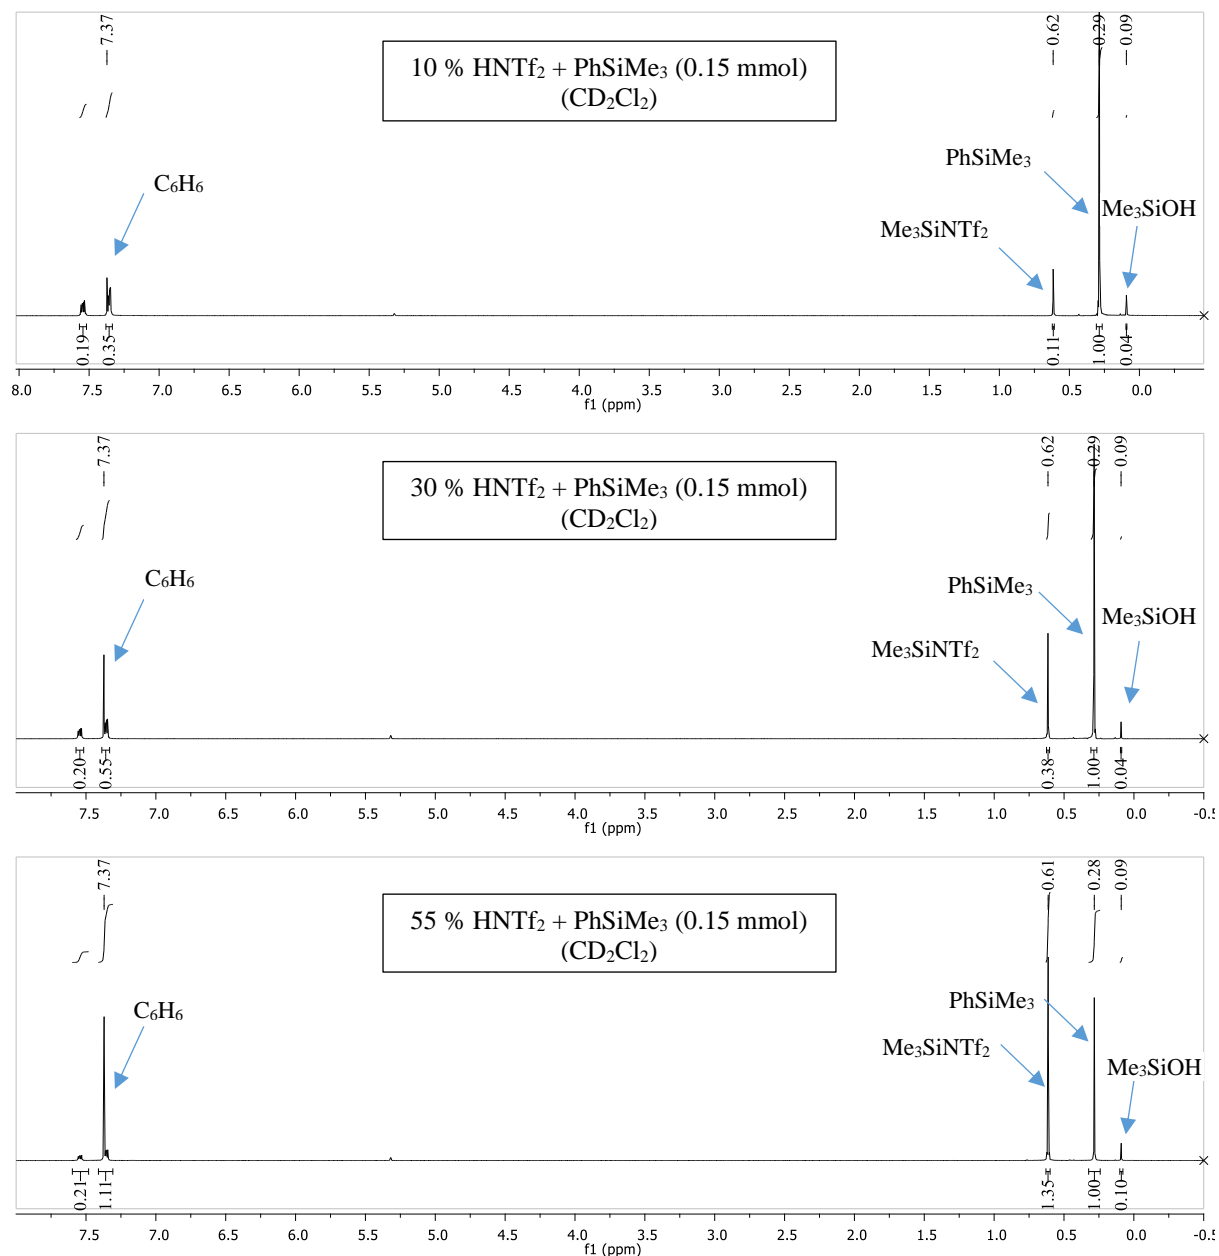 7.37
0.62
0.29
0.09
10 % HNTf₂ + PhSiMe₃ (0.15 mmol)
(CD₂Cl₂)
C₆H₆
PhSiMe₃
Me₃SiOH
Me₃SiNTf₂
0.19
0.35
0.11
1.00
0.04
8.0 7.5 7.0 6.5 6.0 5.5 5.0 4.5 4.0 3.5 3.0 2.5 2.0 1.5 1.0 0.5 0.0
f1 (ppm)
7.37
0.62
0.29
0.09
30 % HNTf₂ + PhSiMe₃ (0.15 mmol)
(CD₂Cl₂)
C₆H₆
PhSiMe₃
Me₃SiOH
Me₃SiNTf₂
0.20
0.55
0.38
1.00
0.04
7.5 7.0 6.5 6.0 5.5 5.0 4.5 4.0 3.5 3.0 2.5 2.0 1.5 1.0 0.5 0.0 -0.5
f1 (ppm)
7.37
0.61
0.28
0.09
55 % HNTf₂ + PhSiMe₃ (0.15 mmol)
(CD₂Cl₂)
C₆H₆
PhSiMe₃
Me₃SiNTf₂
Me₃SiOH
0.21
1.11
1.35
1.00
0.10
7.5 7.0 6.5 6.0 5.5 5.0 4.5 4.0 3.5 3.0 2.5 2.0 1.5 1.0 0.5 0.0 -0.5
f1 (ppm)